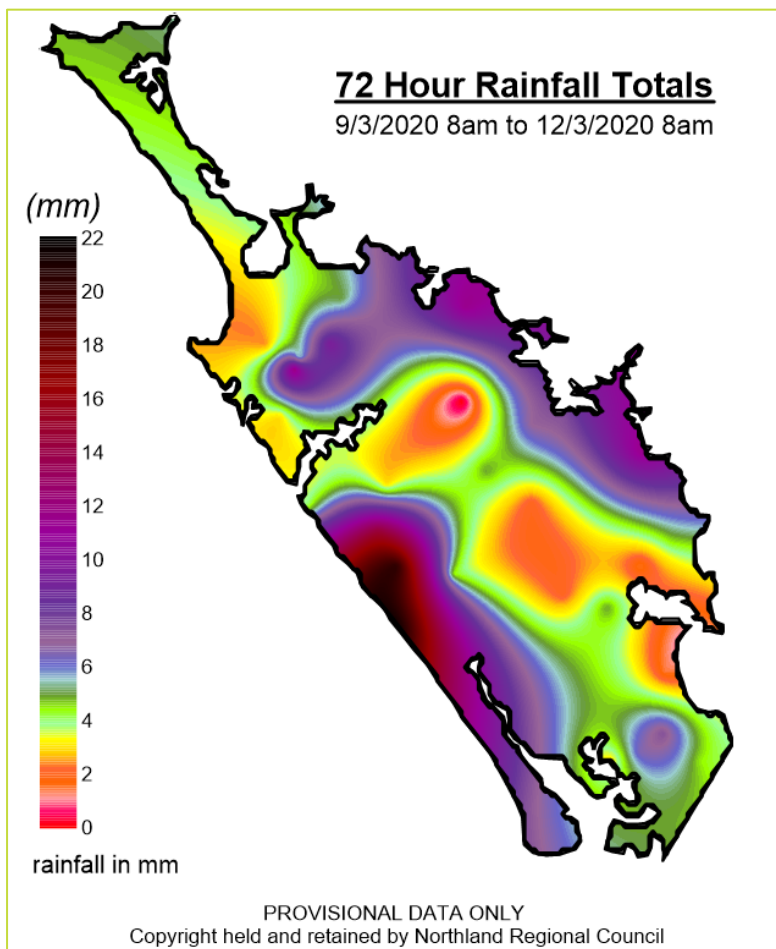 72 Hour Rainfall Totals
9/3/2020 8am to 12/3/2020 8am
(mm)
22
20
18
16
14
12
10
8
6
4
2
0
rainfall in mm
PROVISIONAL DATA ONLY
Copyright held and retained by Northland Regional Council